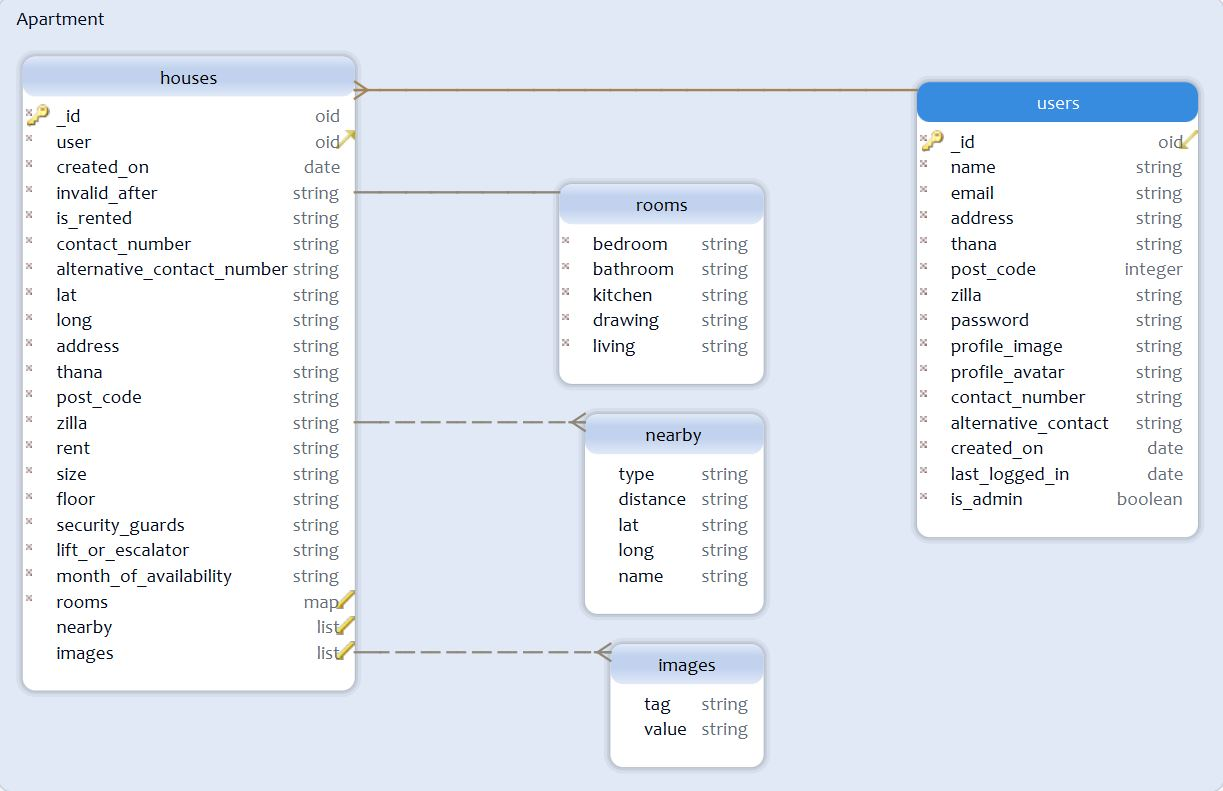 Apartment
houses
_id oid
user oid
created_on date
invalid_after string
is_rented string
contact_number string
alternative_contact_number string
lat string
long string
address string
thana string
post_code string
zilla string
rent string
size string
floor string
security_guards string
lift_or_escalator string
month_of_availability string
rooms map
nearby list
images list
rooms
bedroom string
bathroom string
kitchen string
drawing string
living string
nearby
type string
distance string
lat string
long string
name string
images
tag string
value string
users
_id oid
name string
email string
address string
thana string
post_code integer
zilla string
password string
profile_image string
profile_avatar string
contact_number string
alternative_contact string
created_on date
last_logged_in date
is_admin boolean